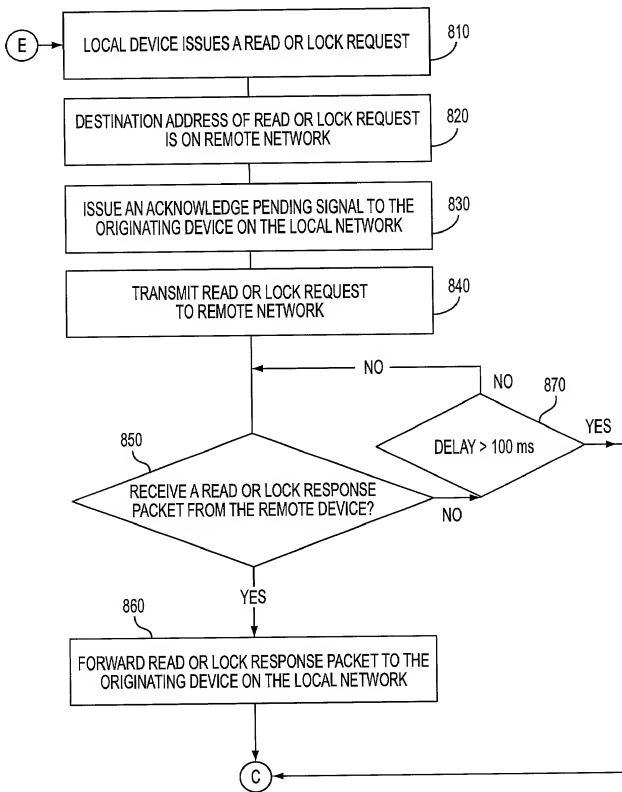 E
LOCAL DEVICE ISSUES A READ OR LOCK REQUEST
810
DESTINATION ADDRESS OF READ OR LOCK REQUEST
IS ON REMOTE NETWORK
820
ISSUE AN ACKNOWLEDGE PENDING SIGNAL TO THE
ORIGINATING DEVICE ON THE LOCAL NETWORK
830
TRANSMIT READ OR LOCK REQUEST
TO REMOTE NETWORK
840
NO
NO
870
DELAY > 100 ms
YES
850
RECEIVE A READ OR LOCK RESPONSE
PACKET FROM THE REMOTE DEVICE?
NO
YES
860
FORWARD READ OR LOCK RESPONSE PACKET TO THE
ORIGINATING DEVICE ON THE LOCAL NETWORK
C